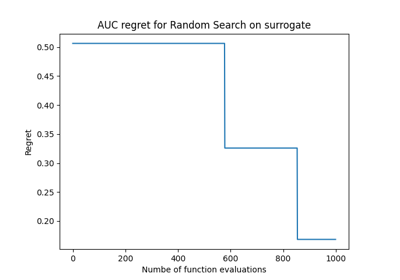 AUC regret for Random Search on surrogate
0.50
0.45
0.40
0.35
0.30
0.25
0.20
Regret
0 200 400 600 800 1000
Numbe of function evaluations